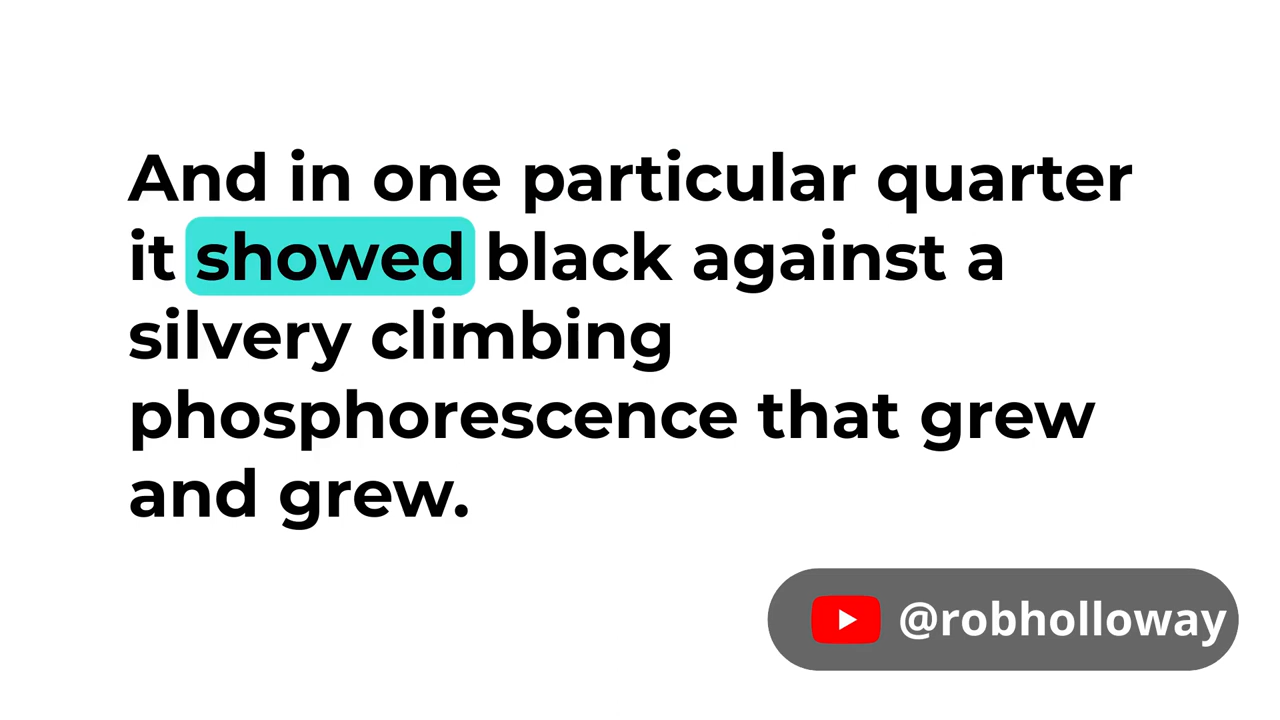 And in one particular quarter
it showed black against a
silvery climbing
phosphorescence that grew
and grew.
@robholloway